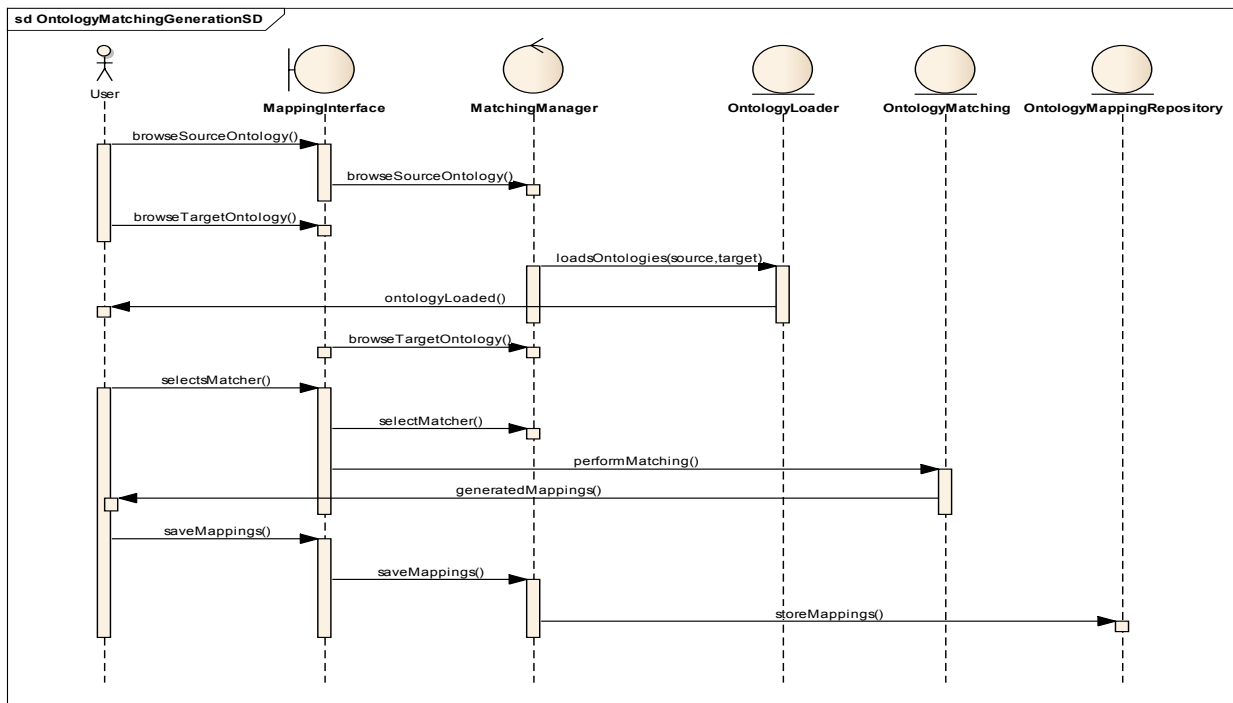 sd OntologyMatchingGenerationSD
User
MappingInterface
MatchingManager
OntologyLoader
OntologyMatching
OntologyMappingRepository
browseSourceOntology()
browseSourceOntology()
browseTargetOntology()
loadsOntologies(source,target)
ontologyLoaded()
browseTargetOntology()
selectsMatcher()
selectMatcher()
performMatching()
generatedMappings()
saveMappings()
saveMappings()
storeMappings()